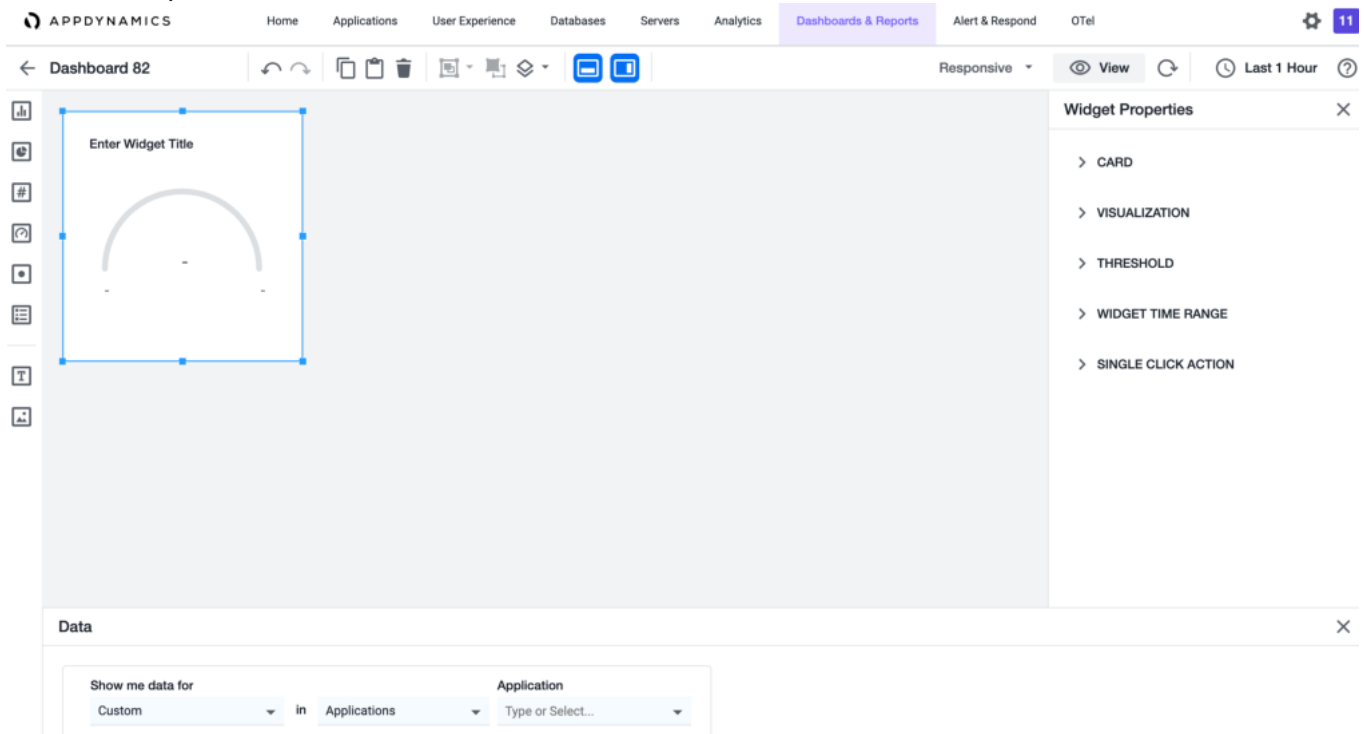 APPDYNAMICS Home Applications User Experience Databases Servers Analytics Dashboards & Reports Alert & Respond OTel 11
Dashboard 82 Responsive View Last 1 Hour
Widget Properties
Enter Widget Title
CARD
#
VISUALIZATION
THRESHOLD
-
- -
WIDGET TIME RANGE
SINGLE CLICK ACTION
T
Data
Show me data for Application
Custom in Applications Type or Select...